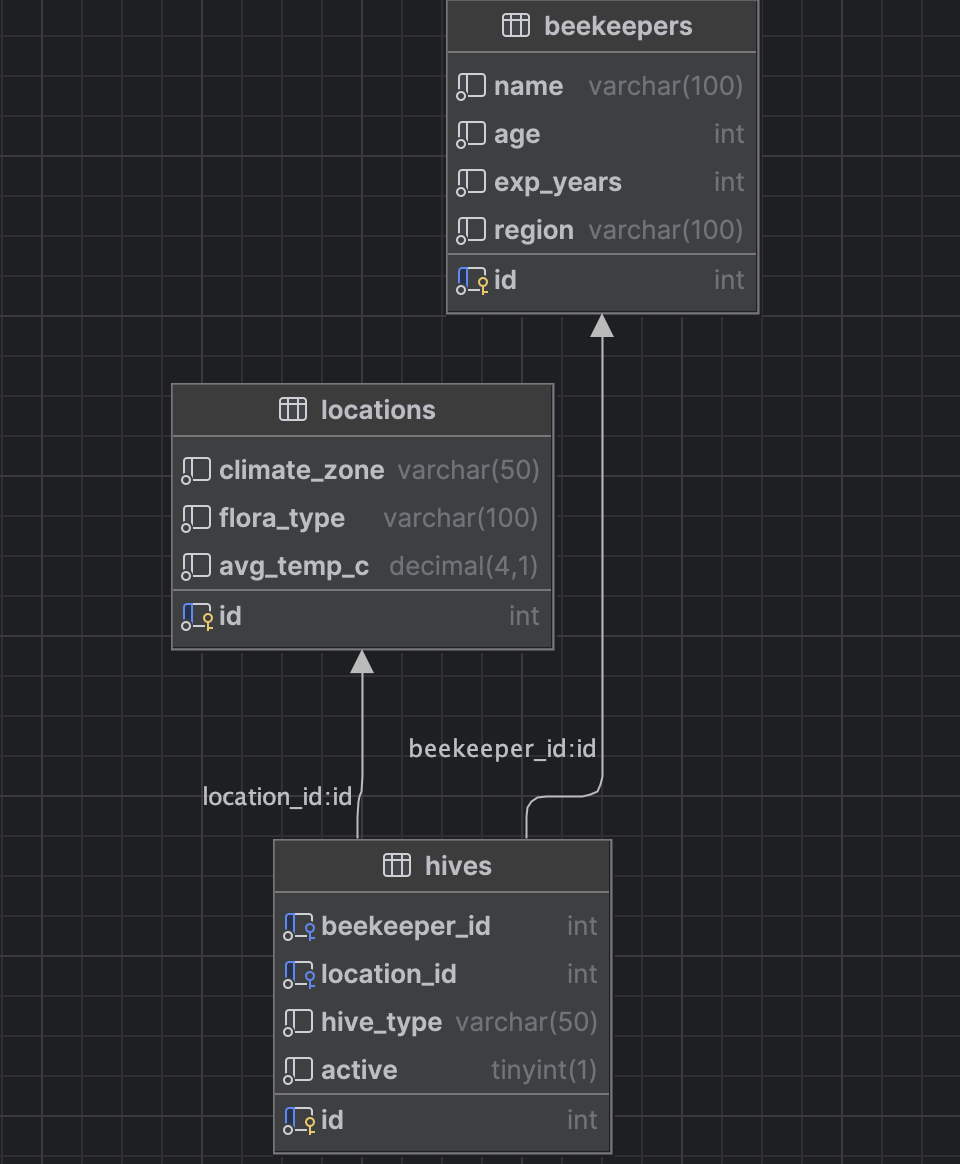 beekeepers
name varchar(100)
age int
exp_years int
region varchar(100)
id int
locations
climate_zone varchar(50)
flora_type varchar(100)
avg_temp_c decimal(4,1)
id int
beekeeper_id:id
location_id:id
hives
beekeeper_id int
location_id int
hive_type varchar(50)
active tinyint(1)
id int